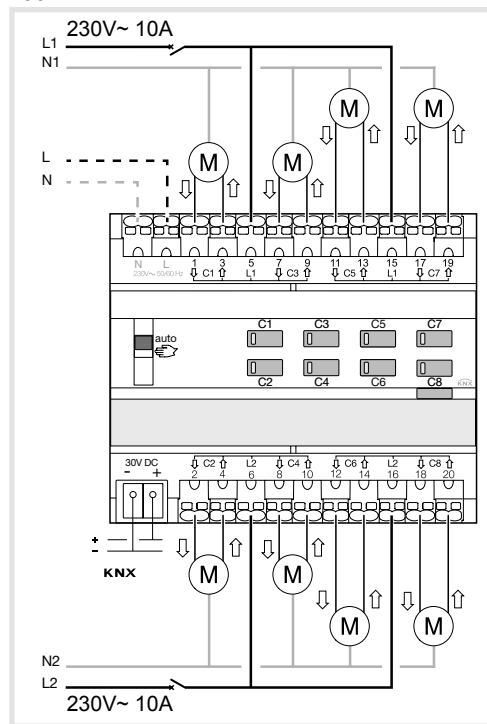 230V~ 10A
L1
N1
M M
M M
L
N
N L 1 3 5 7 9 11 13 15 17 19
230V~ 50/60 Hz C1 L1 C3 C5 L1 C7
auto
C1 C3 C5 C7
C2 C4 C6 C8
KNX
30V DC
- +
C2 L2 C4 C6 L2 C8
2 4 6 8 10 12 14 16 18 20
+
-
KNX
M M
M M
N2
L2
230V~ 10A